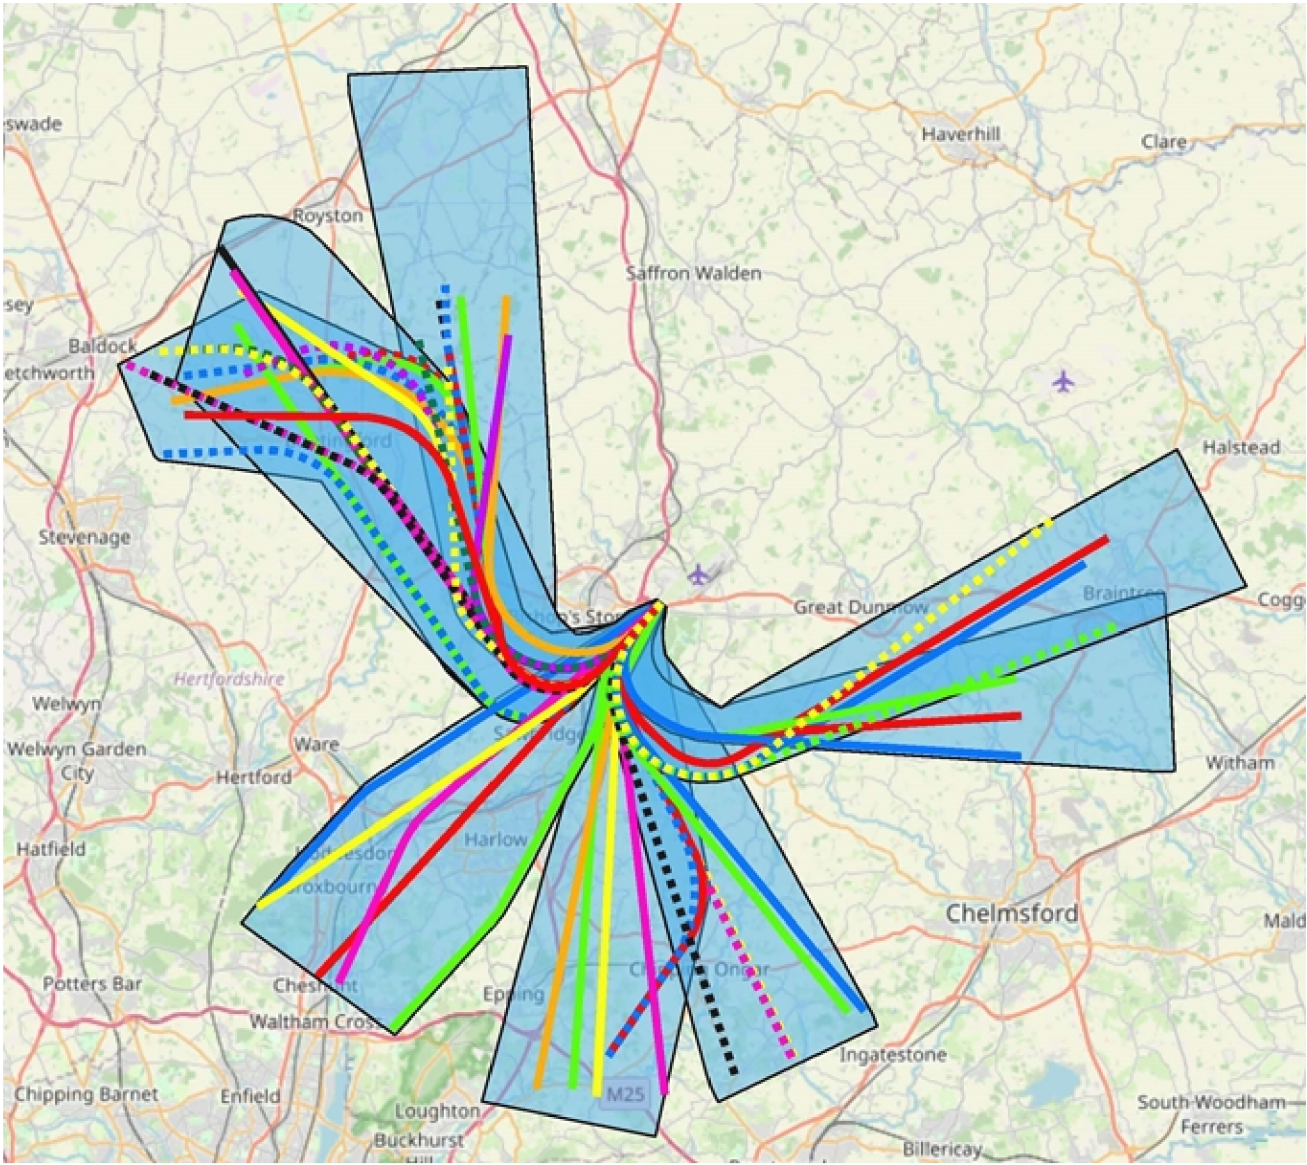 eswade
Haverhill
Clare
Royston
Saffron Walden
sey
Baldock
etchworth
Halstead
Stevenage
Braintree
Cogg
Great Dunmow
Hertfordshire
Welwyn
Welwyn Garden
City
Ware
Hertford
Witham
Harlow
Hatfield
Chelmsford
Mald
Potters Bar
Epping
Waltham Cross
Ingatestone
Chipping Barnet
Enfield
M25
Loughton
Buckhurst
Hill
South Woodham
Ferrers
Billericay